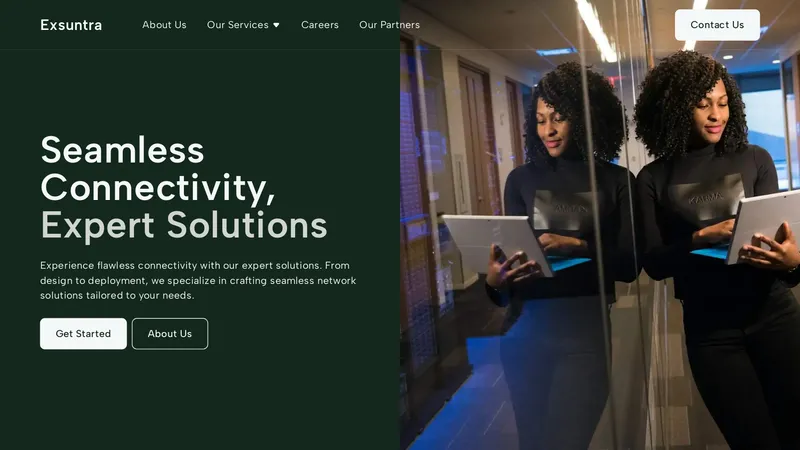 Exsuntra
About Us
Our Services
Careers
Our Partners
Contact Us
Seamless
Connectivity,
Expert Solutions
Experience flawless connectivity with our expert solutions. From
design to deployment, we specialize in crafting seamless network
solutions tailored to your needs.
Get Started
About Us